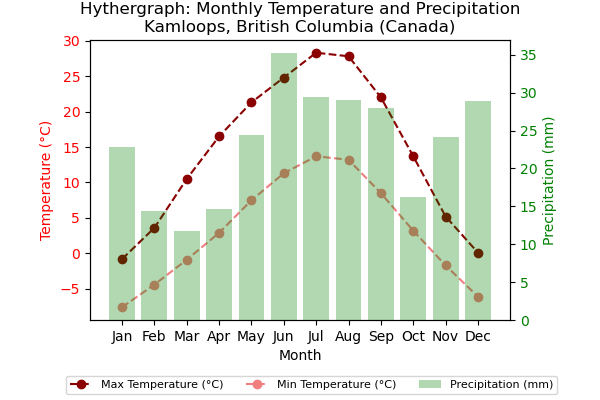 Hythergraph: Monthly Temperature and Precipitation
Kamloops, British Columbia (Canada)
Temperature (°C)
30
25
20
15
10
5
0
−5
Precipitation (mm)
35
30
25
20
15
10
5
0
Jan Feb Mar Apr May Jun Jul Aug Sep Oct Nov Dec
Month
Max Temperature (°C) Min Temperature (°C) Precipitation (mm)